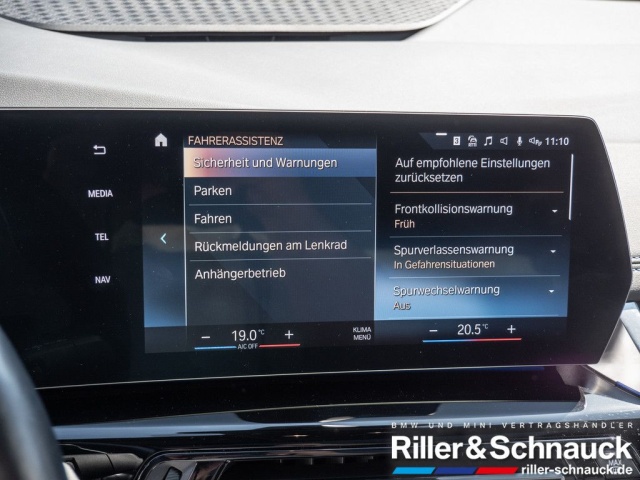 FAHRERASSISTENZ
11:10
MEDIA
TEL
NAV
Sicherheit und Warnungen
Parken
Fahren
Rückmeldungen am Lenkrad
Anhängerbetrieb
Auf empfohlene Einstellungen
zurücksetzen
Frontkollisionswarnung
Früh
Spurverlassenswarnung
In Gefahrensituationen
Spurwechselwarnung
Aus
− 19.0 °C +
A/C OFF
KLIMA
MENÜ
− 20.5 °C +
BMW UND MINI VERTRAGSHÄNDLER
Riller&Schnauck
riller-schnauck.de
MAX